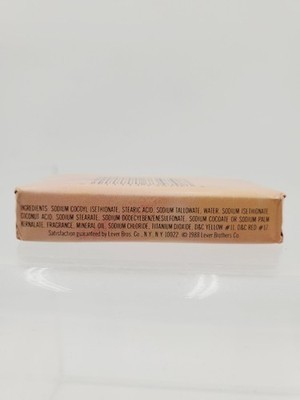 INGREDIENTS: SODIUM COCOYL ISETHIONATE, STEARIC ACID, SODIUM TALLOWATE, WATER, SODIUM ISETHIONATE
COCONUT ACID, SODIUM STEARATE, SODIUM DODECYLBENZENESULFONATE, SODIUM COCOATE OR SODIUM PALM
KERNALATE, FRAGRANCE, MINERAL OIL, SODIUM CHLORIDE, TITANIUM DIOXIDE, D&C YELLOW #11, D&C RED #17
Satisfaction guaranteed by Lever Bros. Co., N.Y., N.Y. 10022 © 1988 Lever Brothers Co.